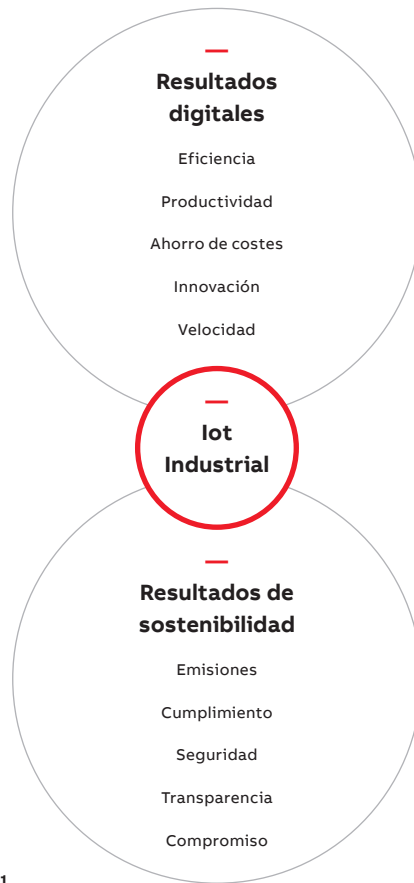 Resultados
digitales
Eficiencia
Productividad
Ahorro de costes
Innovación
Velocidad
Iot
Industrial
Resultados de
sostenibilidad
Emisiones
Cumplimiento
Seguridad
Transparencia
Compromiso
1